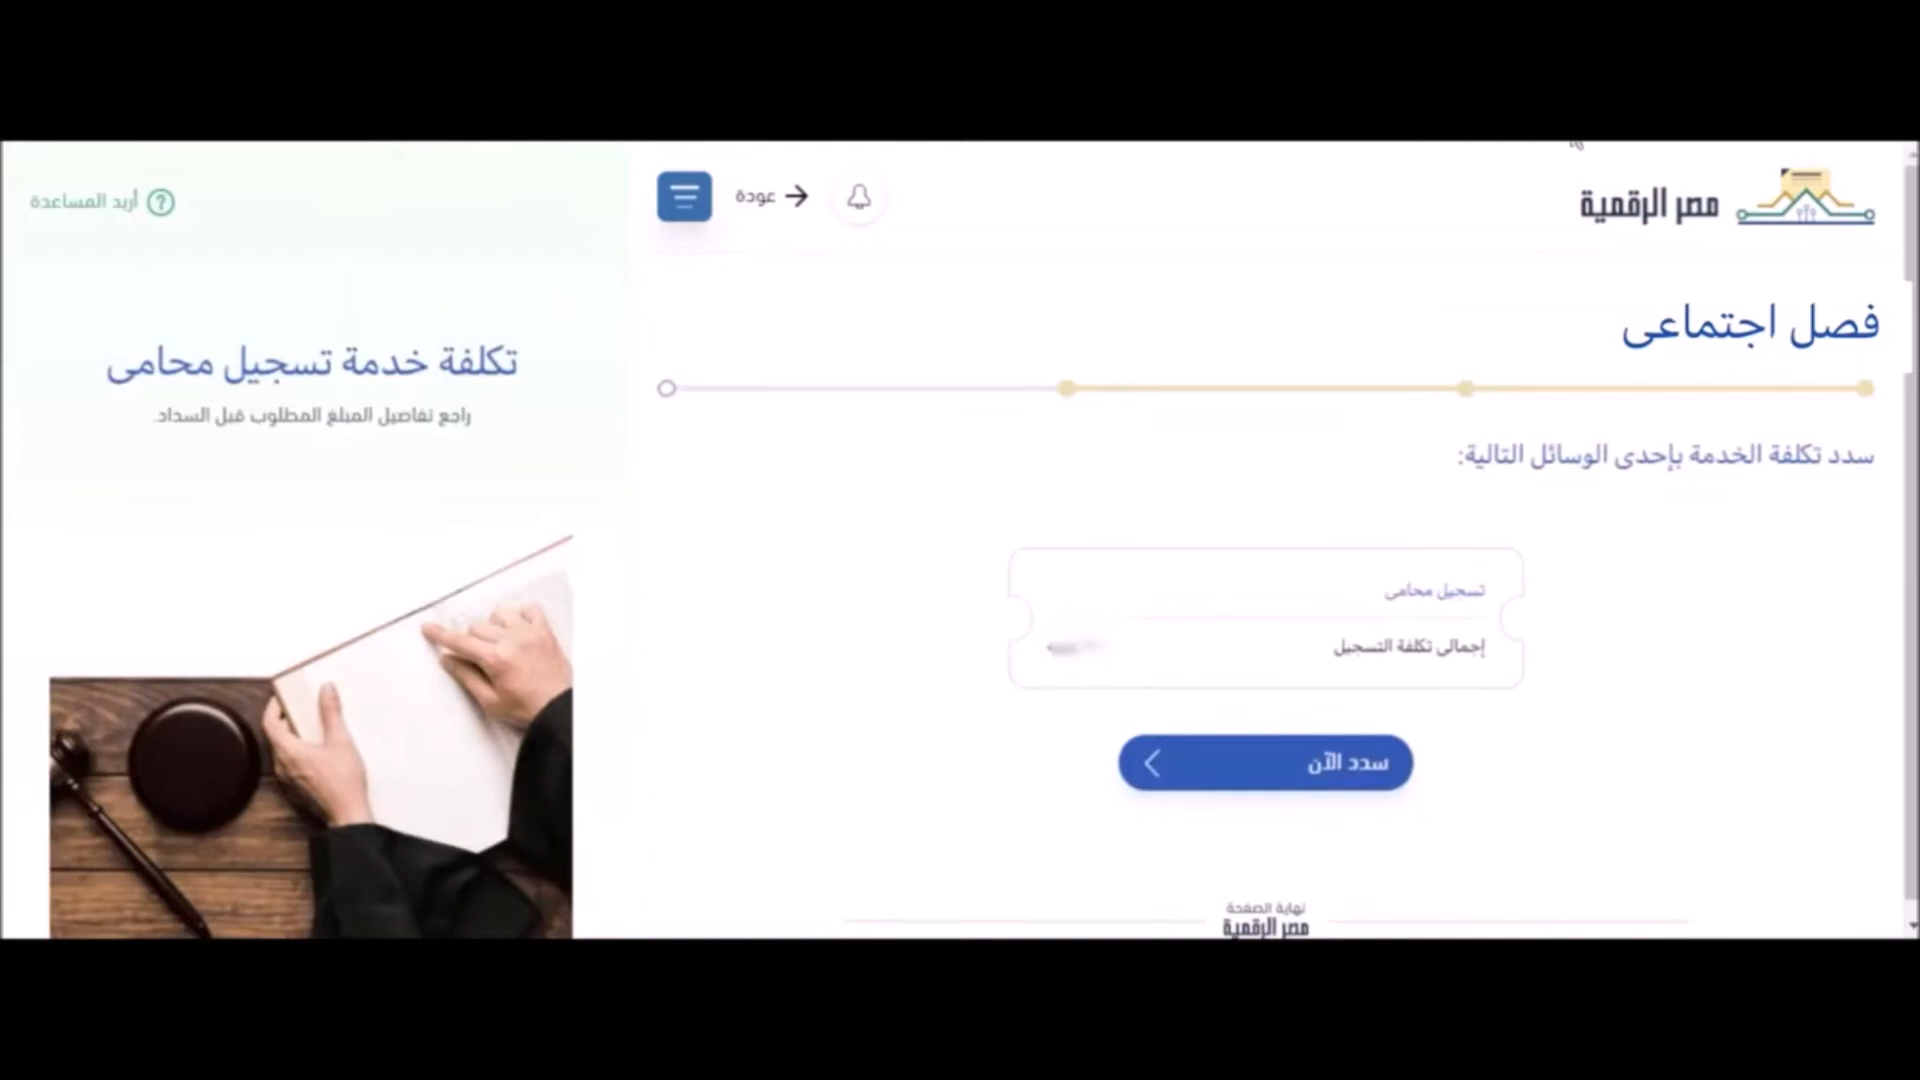 مصر الرقمية
عودة
أريد المساعدة
فصل اجتماعى
سدد تكلفة الخدمة بإحدى الوسائل التالية:
تسجيل محامى
إجمالى تكلفة التسجيل
سدد الآن
نهاية الصفحة
مصر الرقمية
تكلفة خدمة تسجيل محامى
راجع تفاصيل المبلغ المطلوب قبل السداد.